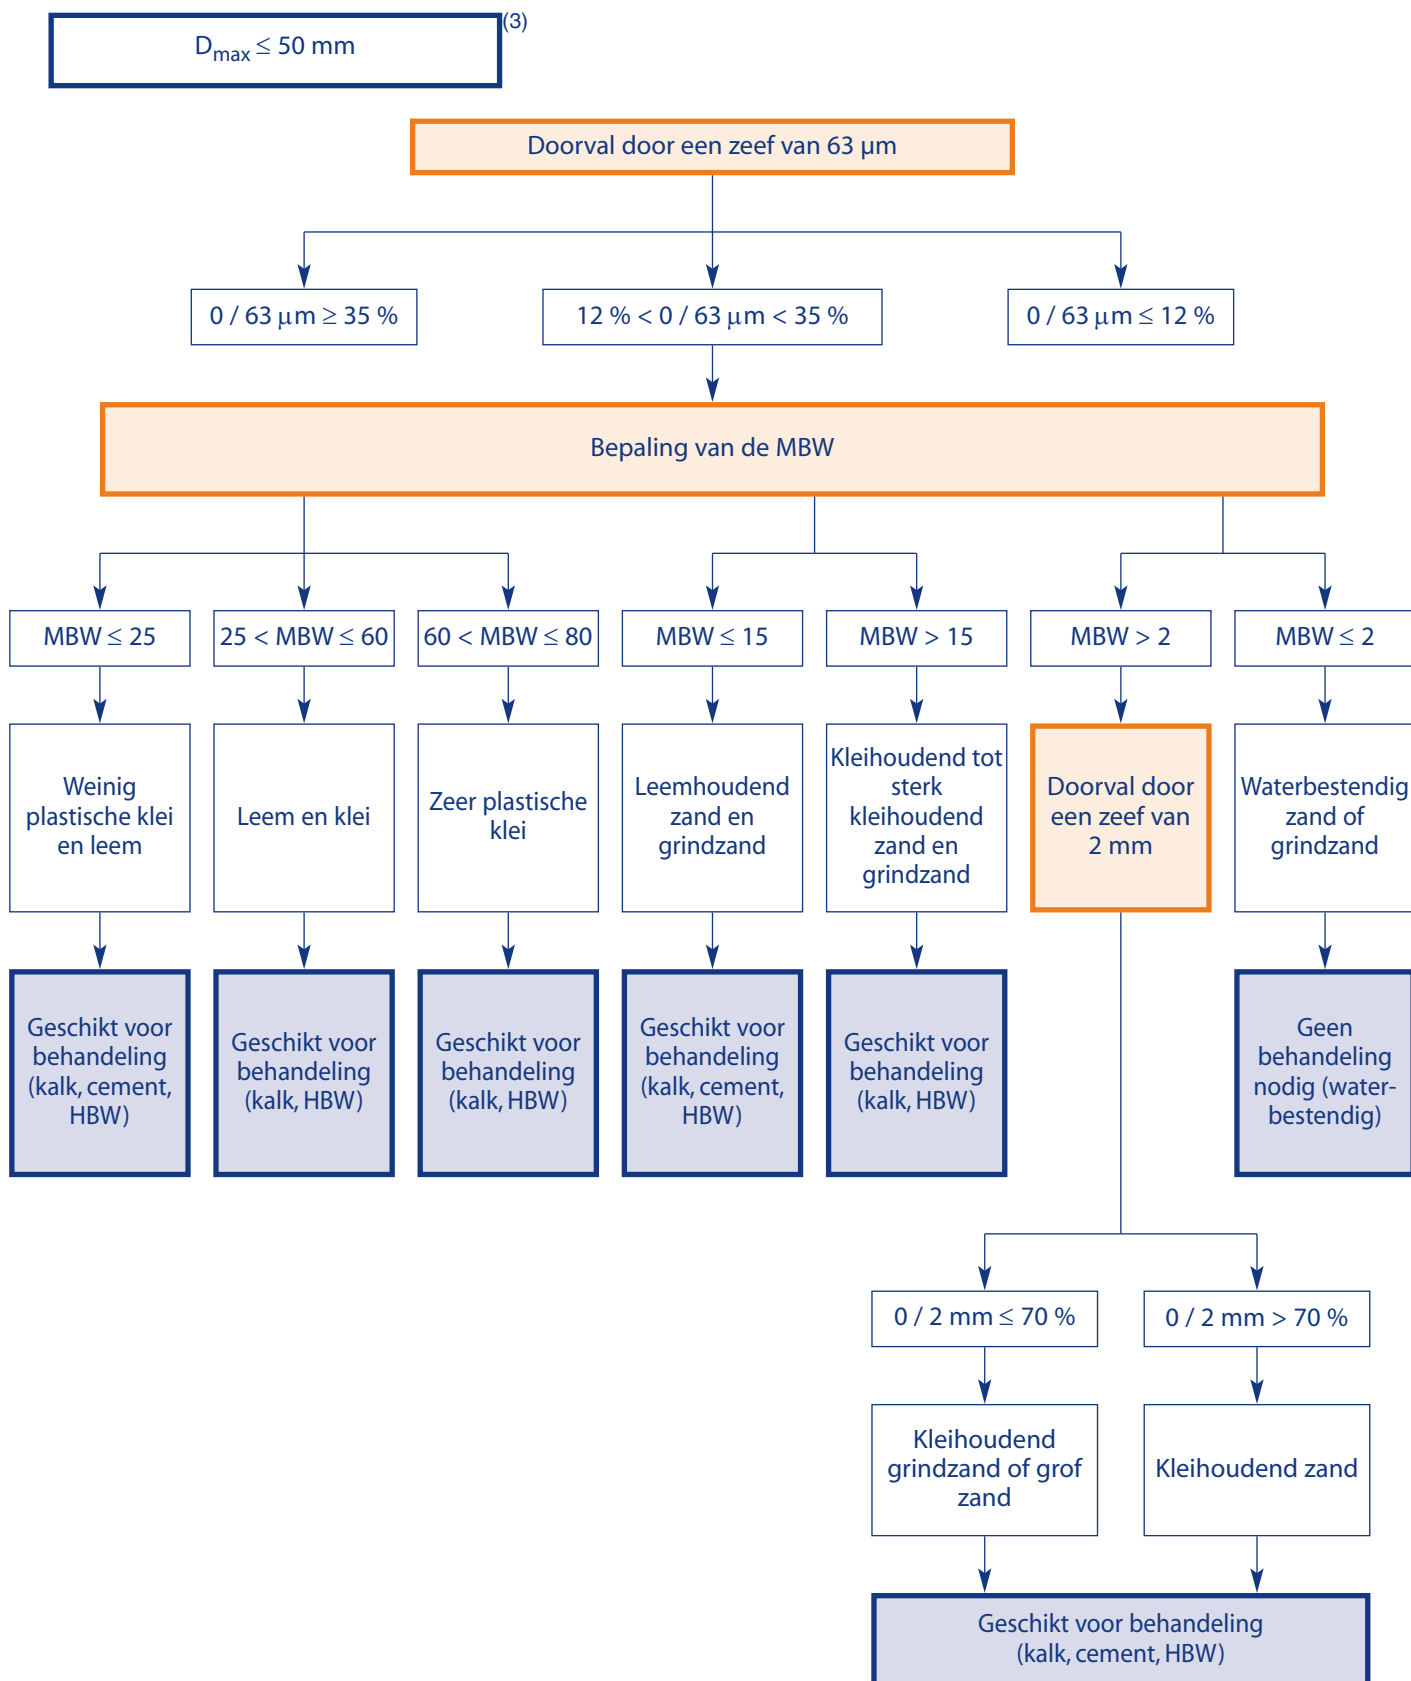 D_max ≤ 50 mm
(3)
Doorval door een zeef van 63 µm
0 / 63 µm ≥ 35 %
12 % < 0 / 63 µm < 35 %
0 / 63 µm ≤ 12 %
Bepaling van de MBW
MBW ≤ 25
25 < MBW ≤ 60
60 < MBW ≤ 80
MBW ≤ 15
MBW > 15
MBW > 2
MBW ≤ 2
Weinig
plastische klei
en leem
Leem en klei
Zeer plastische
klei
Leemhoudend
zand en
grindzand
Kleihoudend tot
sterk
kleihoudend
zand en
grindzand
Doorval door
een zeef van
2 mm
Waterbestendig
zand of
grindzand
Geschikt voor
behandeling
(kalk, cement,
HBW)
Geschikt voor
behandeling
(kalk, HBW)
Geschikt voor
behandeling
(kalk, HBW)
Geschikt voor
behandeling
(kalk, cement,
HBW)
Geschikt voor
behandeling
(kalk, HBW)
Geen
behandeling
nodig (water-
bestendig)
0 / 2 mm ≤ 70 %
0 / 2 mm > 70 %
Kleihoudend
grindzand of grof
zand
Kleihoudend zand
Geschikt voor behandeling
(kalk, cement, HBW)